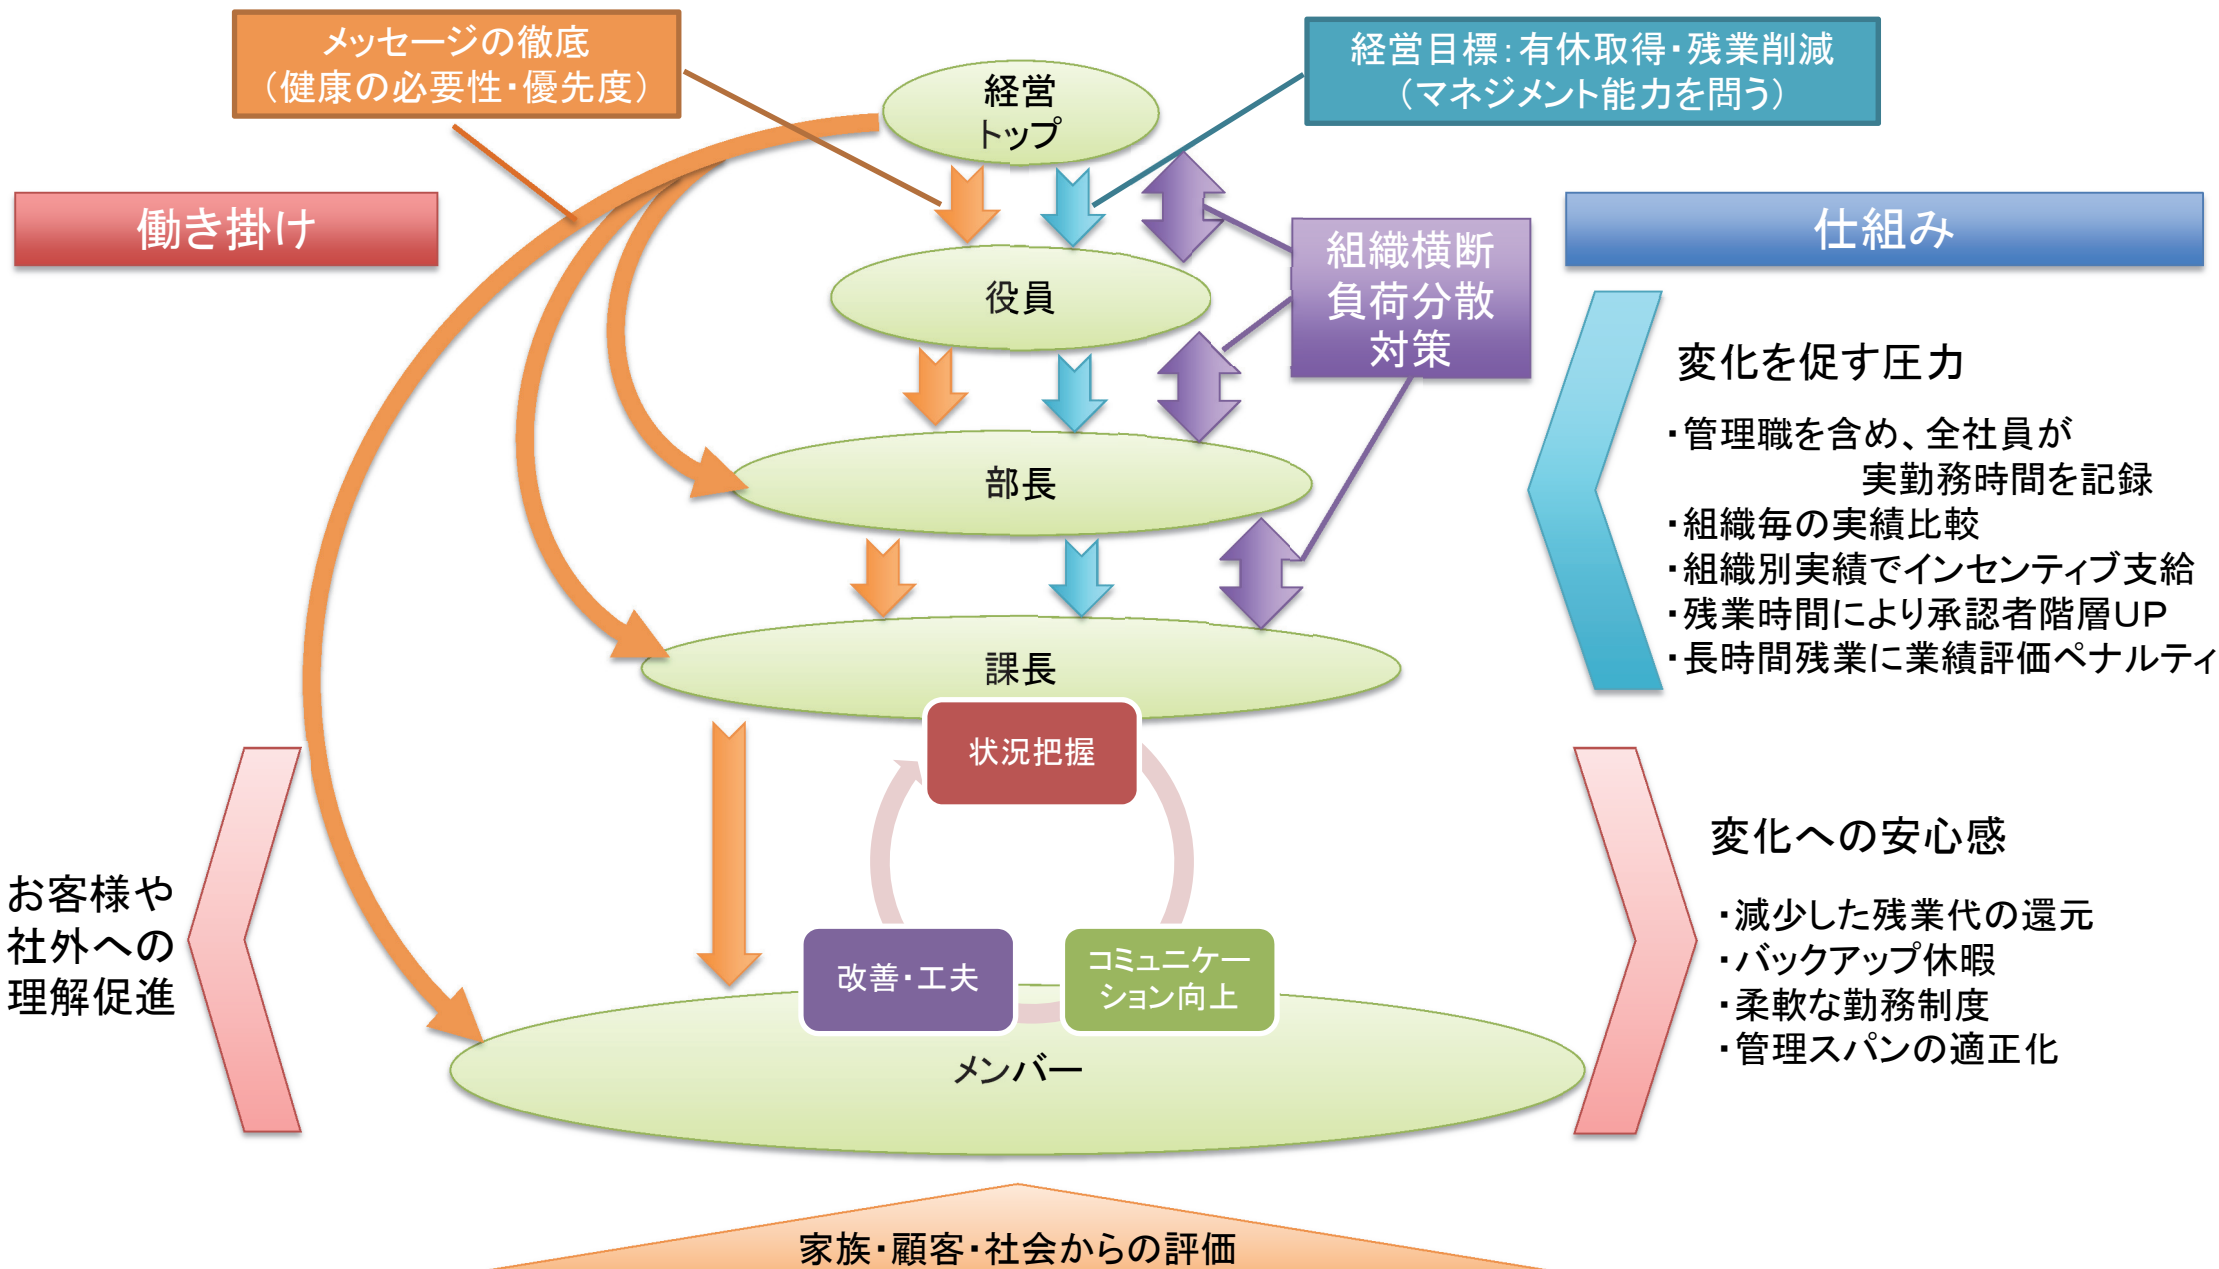 メッセージの徹底
（健康の必要性・優先度）
経営目標：有休取得・残業削減
（マネジメント能力を問う）
経営
トップ
働き掛け
仕組み
組織横断
負荷分散
対策
役員
部長
課長
変化を促す圧力
・管理職を含め、全社員が
実勤務時間を記録
・組織毎の実績比較
・組織別実績でインセンティブ支給
・残業時間により承認者階層UP
・長時間残業に業績評価ペナルティ
状況把握
改善・工夫
コミュニケー
ション向上
メンバー
お客様や
社外への
理解促進
変化への安心感
・減少した残業代の還元
・バックアップ休暇
・柔軟な勤務制度
・管理スパンの適正化
家族・顧客・社会からの評価